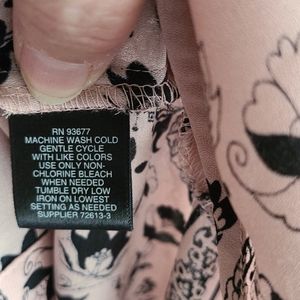 RN 93677
MACHINE WASH COLD
GENTLE CYCLE
WITH LIKE COLORS
USE ONLY NON-
CHLORINE BLEACH
WHEN NEEDED
TUMBLE DRY LOW
IRON ON LOWEST
SETTING AS NEEDED
SUPPLIER 72613-3